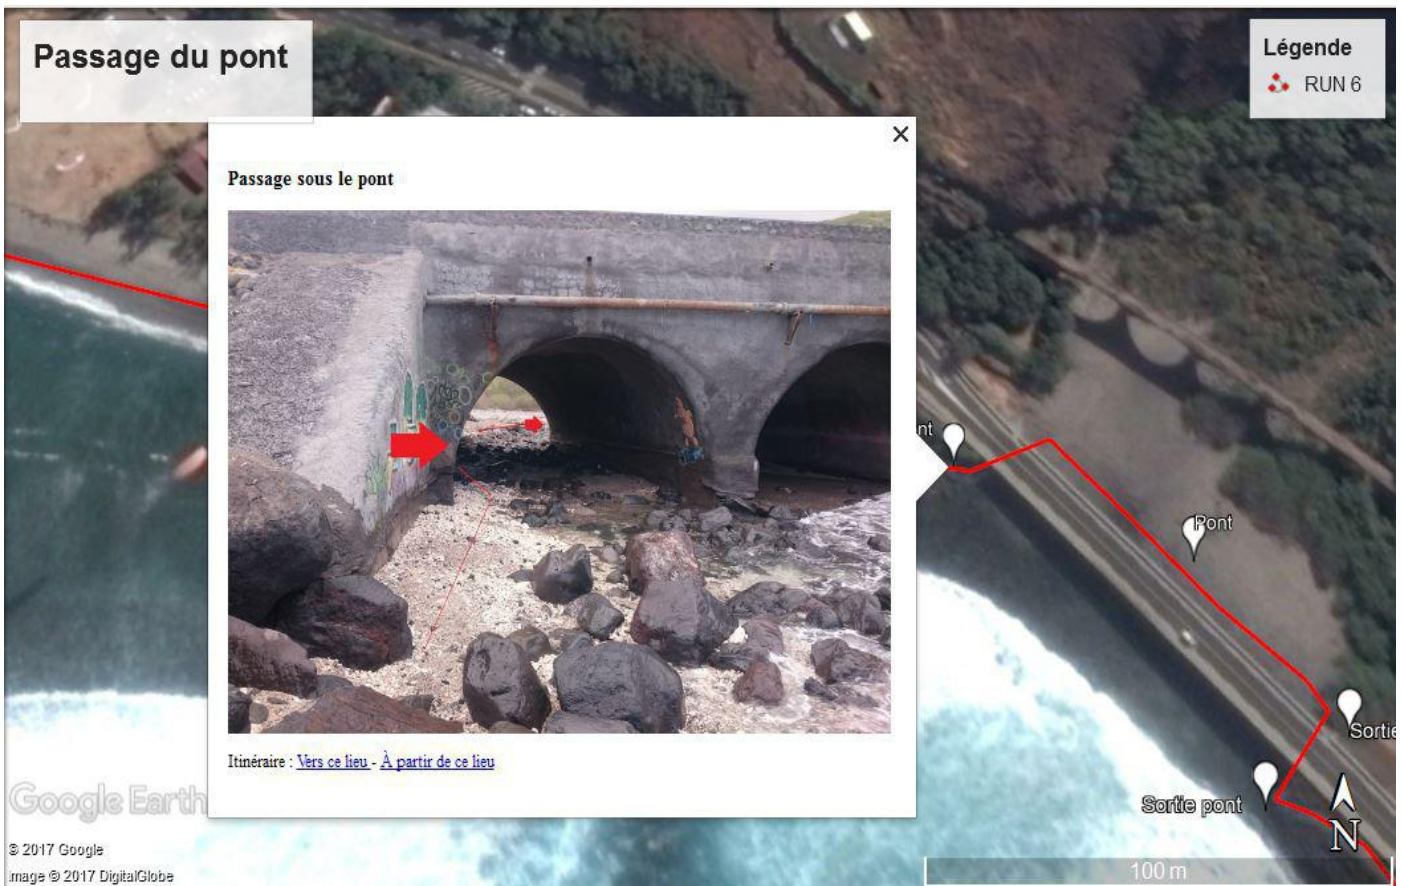 Passage du pont
Légende
RUN 6
Passage sous le pont
nt
Pont
Sortie
Sortie pont
Itinéraire : Vers ce lieu - À partir de ce lieu
Google Earth
© 2017 Google
Image © 2017 DigitalGlobe
N
100 m